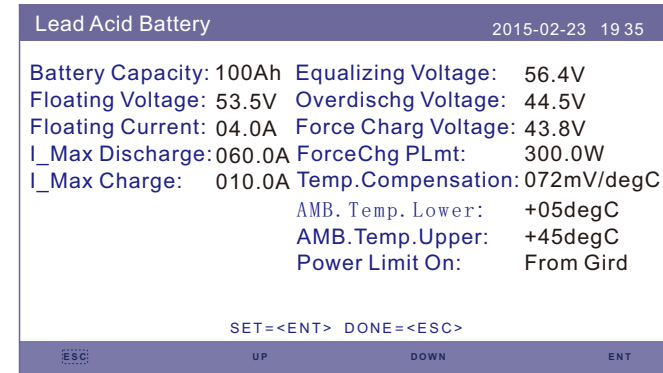 Lead Acid Battery 2015-02-23 19 35
Battery Capacity: 100Ah Equalizing Voltage: 56.4V
Floating Voltage: 53.5V Overdischg Voltage: 44.5V
Floating Current: 04.0A Force Charg Voltage: 43.8V
I_Max Discharge: 060.0A ForceChg PLmt: 300.0W
I_Max Charge: 010.0A Temp.Compensation: 072mV/degC
AMB.Temp.Lower: +05degC
AMB.Temp.Upper: +45degC
Power Limit On: From Gird
SET=<ENT> DONE=<ESC>
ESC UP DOWN ENT